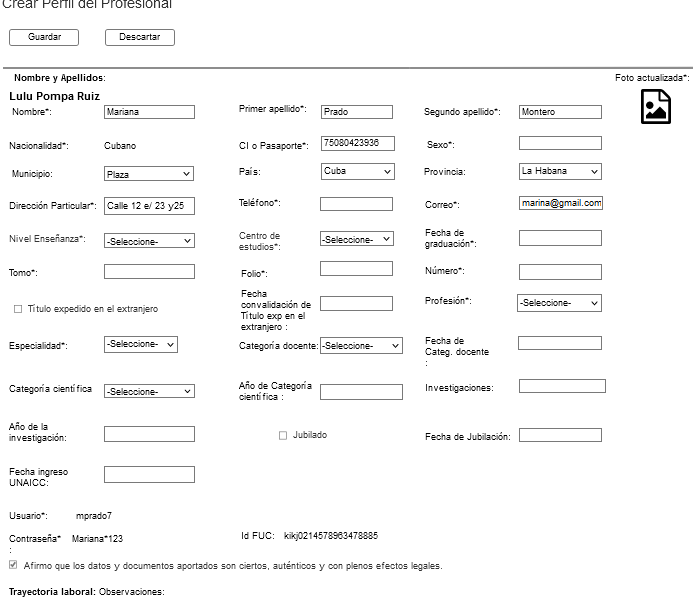 Crear Perfil del Profesional
Guardar Descartar
Nombre y Apellidos: Foto actualizada*:
Lulu Pompa Ruiz
Nombre*: Mariana Primer apellido*: Prado Segundo apellido*: Montero
Nacionalidad*: Cubano CI o Pasaporte*: 75080423936 Sexo*:
Municipio: Plaza País: Cuba Provincia: La Habana
Dirección Particular*: Calle 12 e/ 23 y25 Teléfono*: Correo*: marina@gmail.com
Nivel Enseñanza*: -Seleccione- Centro de estudios*: -Seleccione- Fecha de graduación*:
Tomo*: Folio*: Número*:
Título expedido en el extranjero Fecha convalidación de Título exp en el extranjero : Profesión*: -Seleccione-
Especialidad*: -Seleccione- Categoría docente: -Seleccione- Fecha de Categ. docente :
Categoría científica -Seleccione- Año de Categoría científica : Investigaciones:
Año de la investigación: Jubilado Fecha de Jubilación:
Fecha ingreso UNAICC:
Usuario*: mprado7
Contraseña* : Mariana*123 Id FUC: kikj0214578963478885
Afirmo que los datos y documentos aportados son ciertos, auténticos y con plenos efectos legales.
Trayectoria laboral: Observaciones: